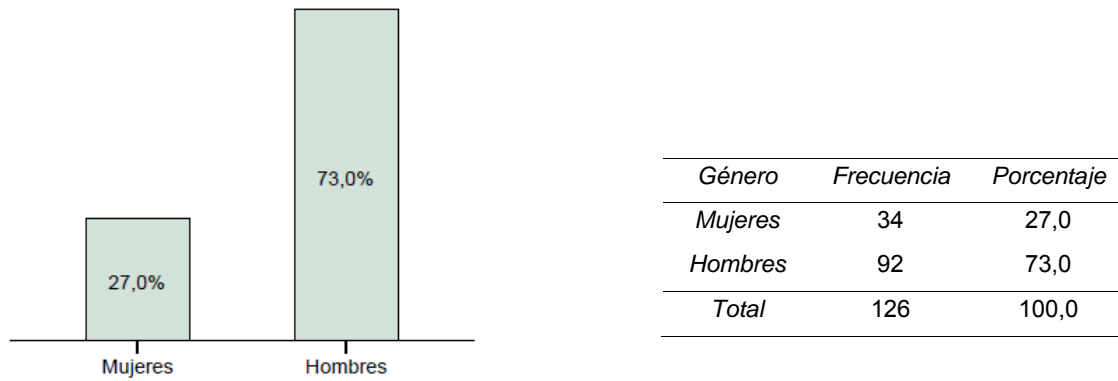 73,0%
27,0%
Mujeres Hombres
Género Frecuencia Porcentaje
Mujeres 34 27,0
Hombres 92 73,0
Total 126 100,0